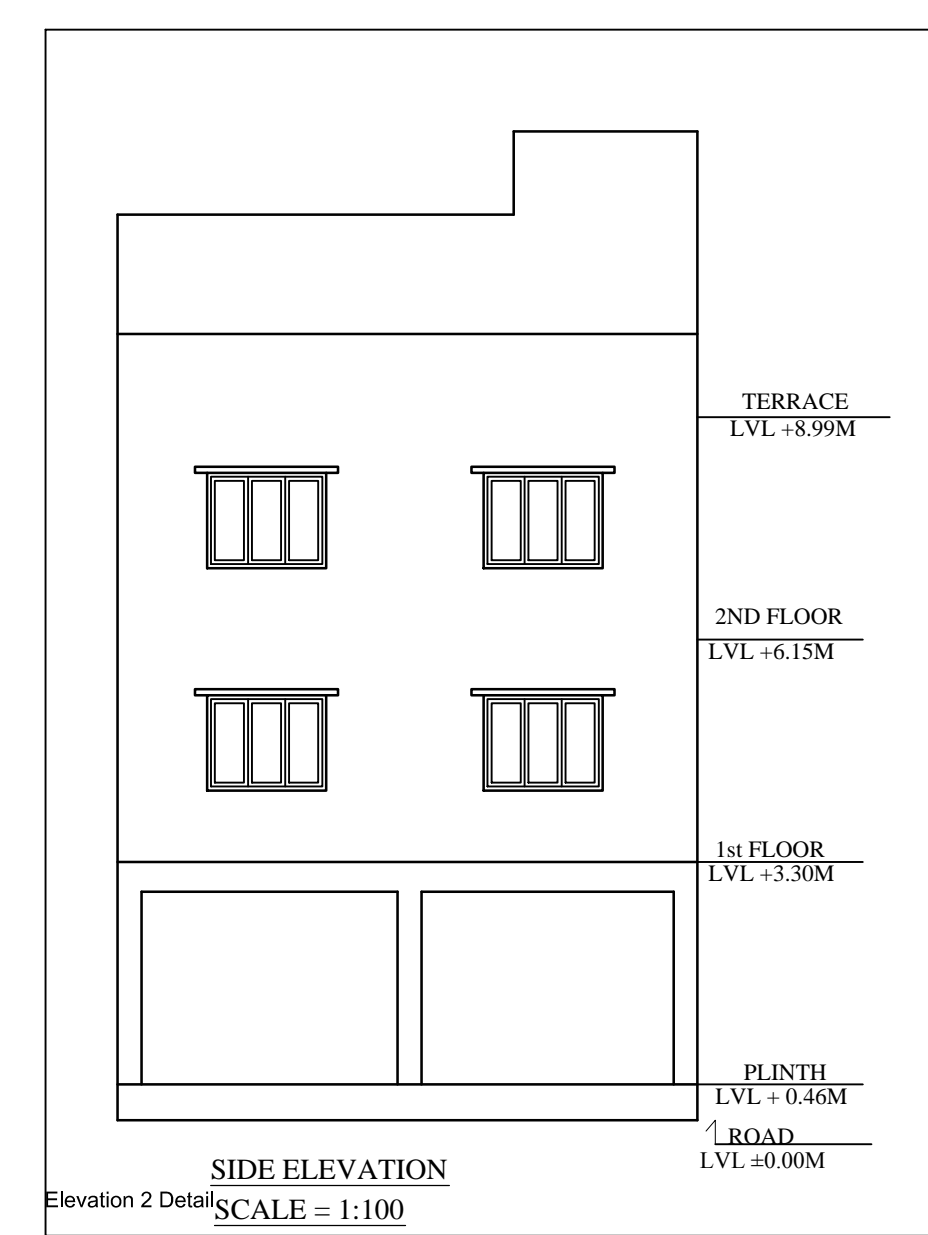 TERRACE
LVL +8.99M
2ND FLOOR
LVL +6.15M
1st FLOOR
LVL +3.30M
PLINTH
LVL + 0.46M
ROAD
LVL ±0.00M
SIDE ELEVATION
Elevation 2 Detail
SCALE = 1:100